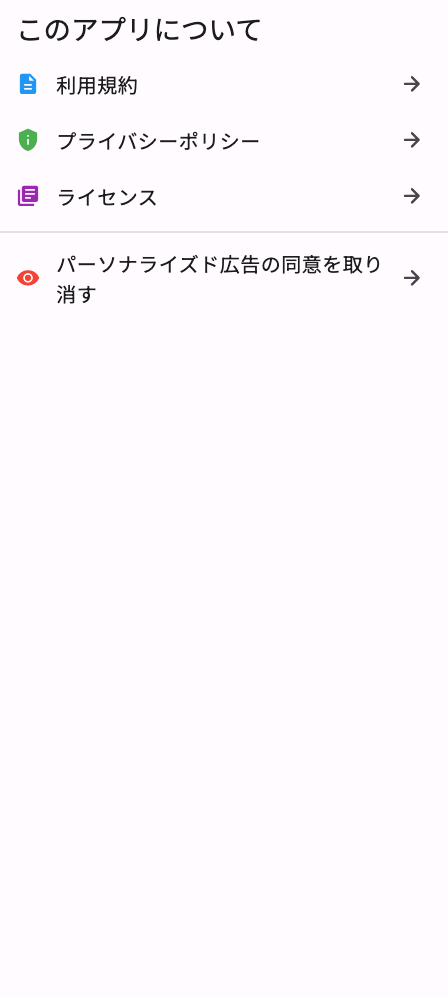 このアプリについて
利用規約
プライバシーポリシー
ライセンス
パーソナライズド広告の同意を取り
消す